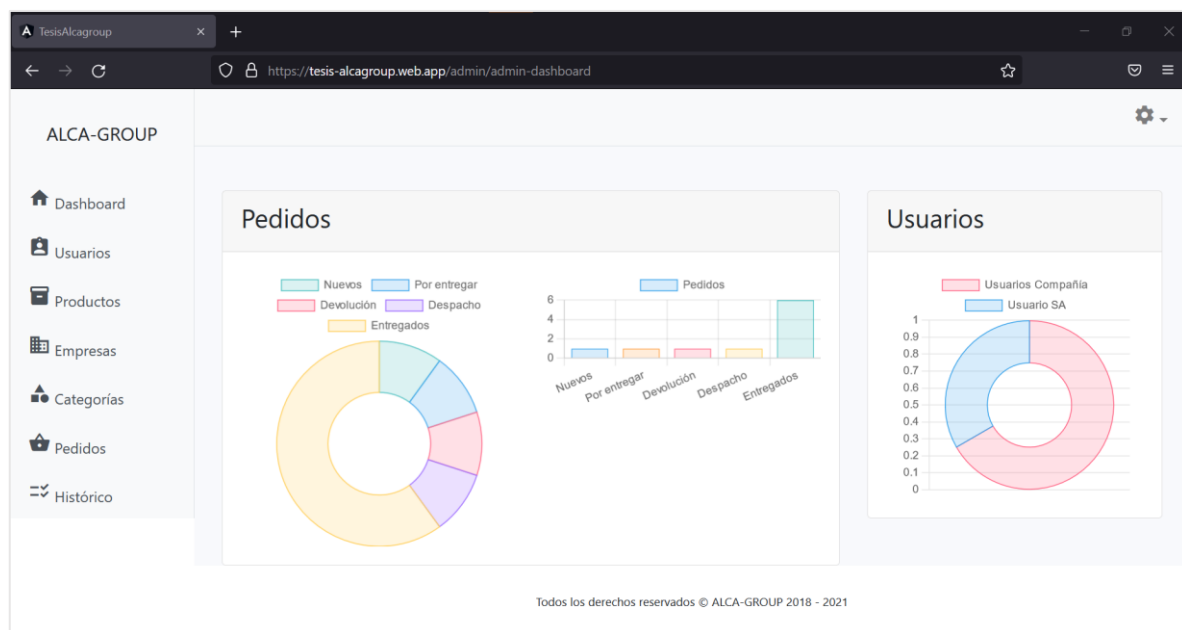 TesisAlcagroup
https://tesis-alcagroup.web.app/admin/admin-dashboard
ALCA-GROUP
Dashboard
Usuarios
Productos
Empresas
Categorías
Pedidos
Histórico
Pedidos
Nuevos Por entregar
Devolución Despacho
Entregados
Pedidos
6
4
2
0
Nuevos Por entregar Devolución Despacho Entregados
Usuarios
Usuarios Compañia
Usuario SA
1
0.9
0.8
0.7
0.6
0.5
0.4
0.3
0.2
0.1
0
Todos los derechos reservados © ALCA-GROUP 2018 - 2021